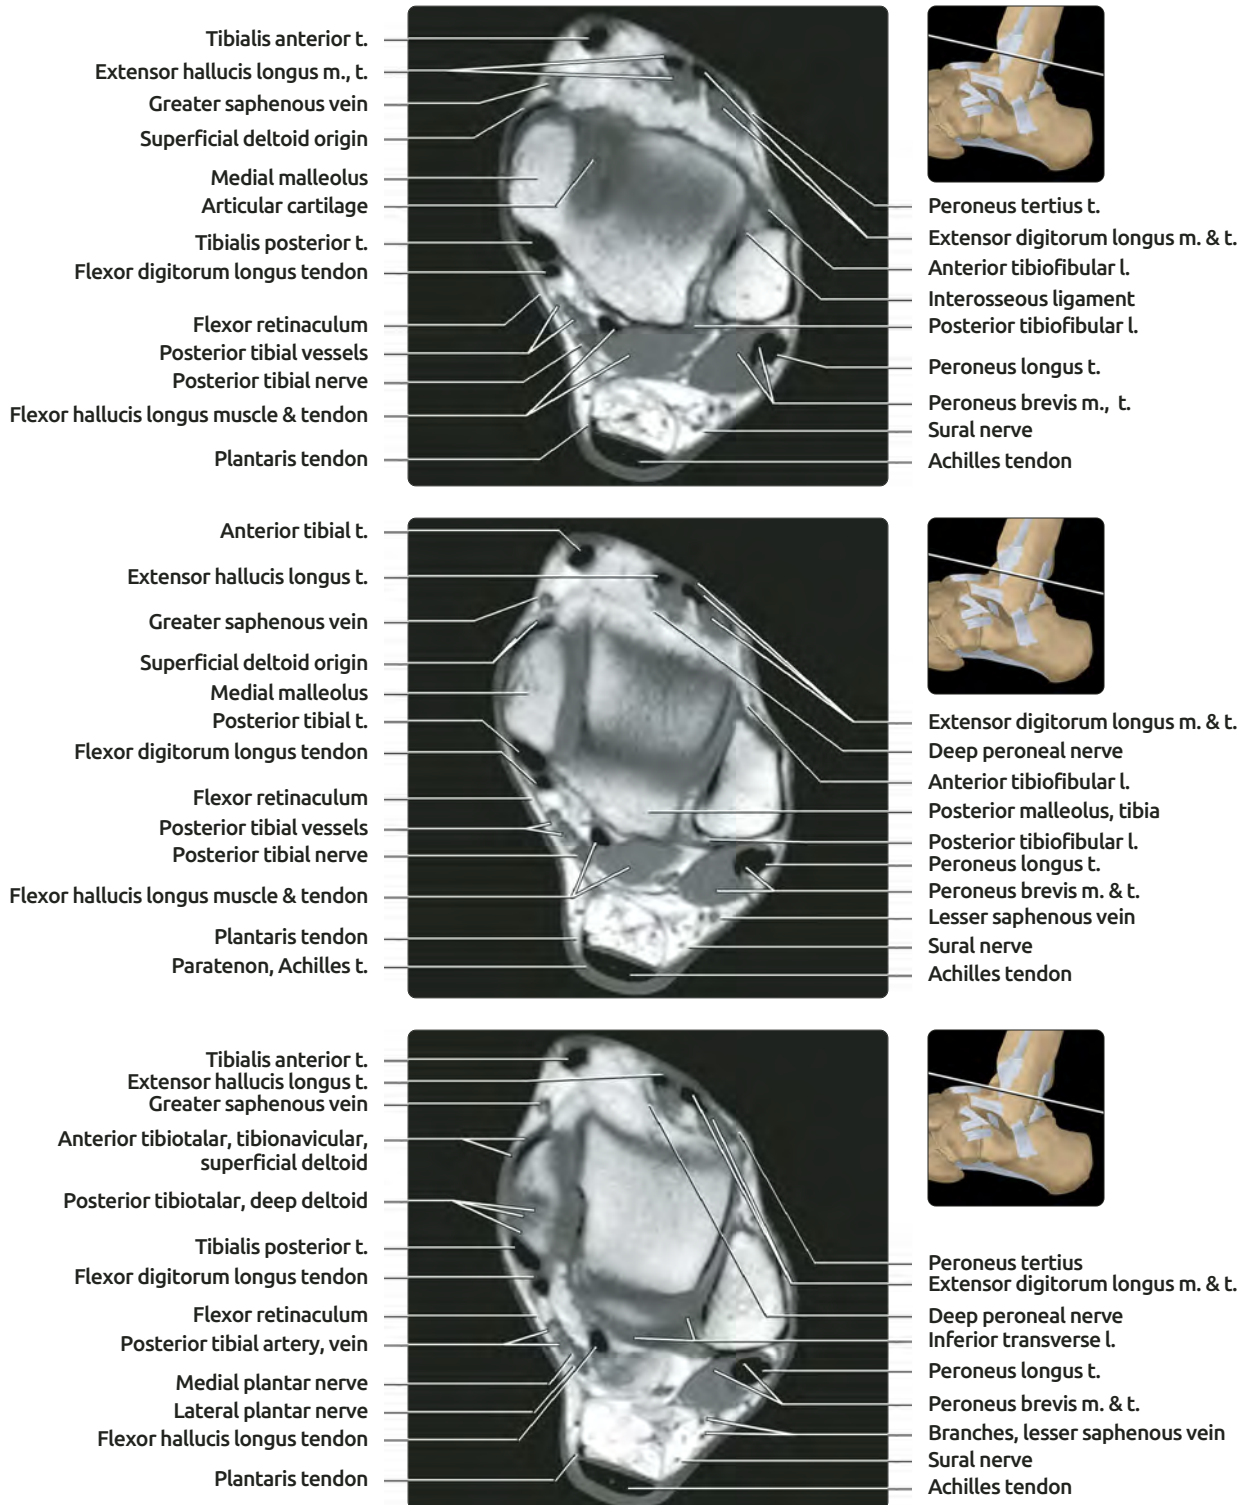 Tibialis anterior t.
Extensor hallucis longus m., t.
Greater saphenous vein
Superficial deltoid origin
Medial malleolus
Articular cartilage
Tibialis posterior t.
Flexor digitorum longus tendon
Flexor retinaculum
Posterior tibial vessels
Posterior tibial nerve
Flexor hallucis longus muscle & tendon
Plantaris tendon
Peroneus tertius t.
Extensor digitorum longus m. & t.
Anterior tibiofibular l.
Interosseous ligament
Posterior tibiofibular l.
Peroneus longus t.
Peroneus brevis m., t.
Sural nerve
Achilles tendon
Anterior tibial t.
Extensor hallucis longus t.
Greater saphenous vein
Superficial deltoid origin
Medial malleolus
Posterior tibial t.
Flexor digitorum longus tendon
Flexor retinaculum
Posterior tibial vessels
Posterior tibial nerve
Flexor hallucis longus muscle & tendon
Plantaris tendon
Paratenon, Achilles t.
Extensor digitorum longus m. & t.
Deep peroneal nerve
Anterior tibiofibular l.
Posterior malleolus, tibia
Posterior tibiofibular l.
Peroneus longus t.
Peroneus brevis m. & t.
Lesser saphenous vein
Sural nerve
Achilles tendon
Tibialis anterior t.
Extensor hallucis longus t.
Greater saphenous vein
Anterior tibiotalar, tibionavicular,
superficial deltoid
Posterior tibiotalar, deep deltoid
Tibialis posterior t.
Flexor digitorum longus tendon
Flexor retinaculum
Posterior tibial artery, vein
Medial plantar nerve
Lateral plantar nerve
Flexor hallucis longus tendon
Plantaris tendon
Peroneus tertius
Extensor digitorum longus m. & t.
Deep peroneal nerve
Inferior transverse l.
Peroneus longus t.
Peroneus brevis m. & t.
Branches, lesser saphenous vein
Sural nerve
Achilles tendon